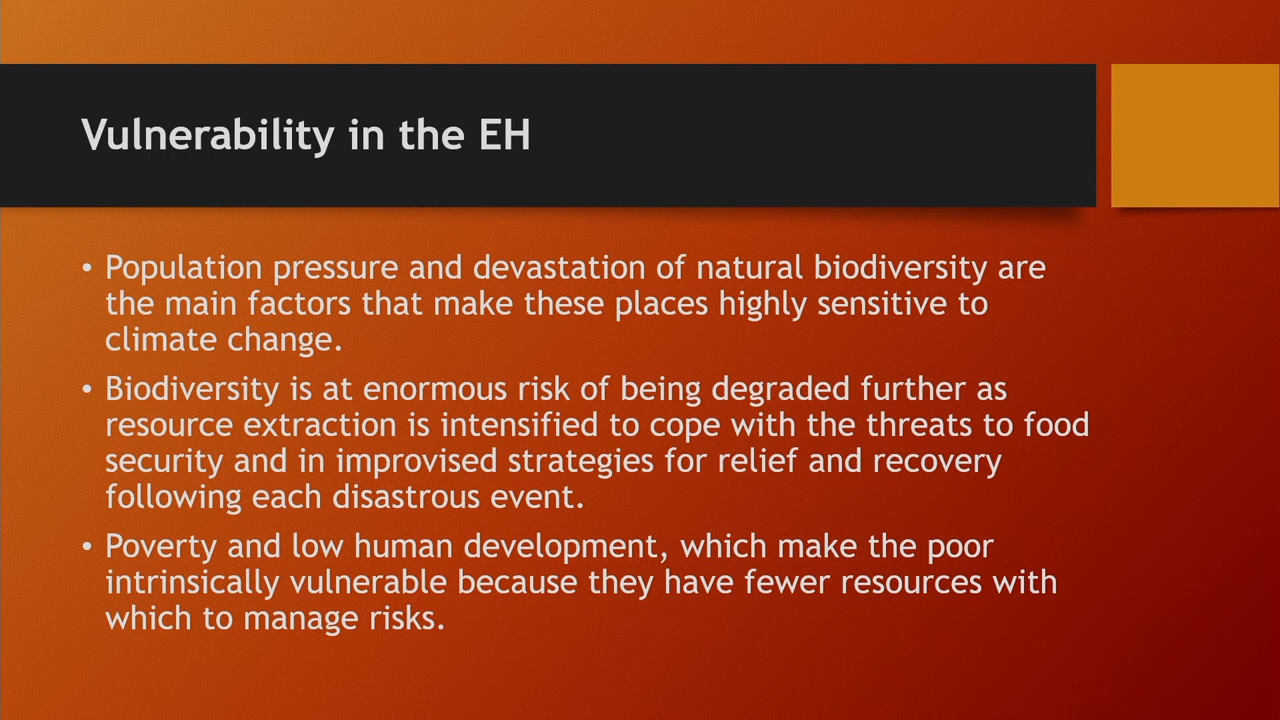 Vulnerability in the EH
• Population pressure and devastation of natural biodiversity are
the main factors that make these places highly sensitive to
climate change.
• Biodiversity is at enormous risk of being degraded further as
resource extraction is intensified to cope with the threats to food
security and in improvised strategies for relief and recovery
following each disastrous event.
• Poverty and low human development, which make the poor
intrinsically vulnerable because they have fewer resources with
which to manage risks.